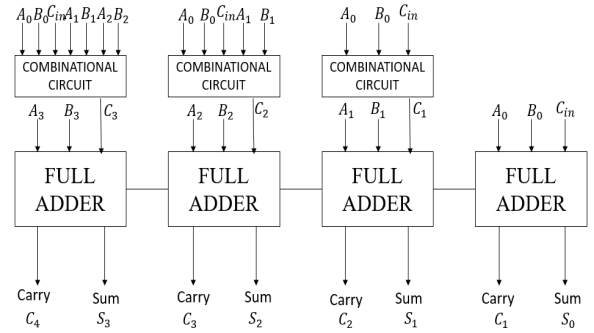 A₀ B₀ Cᵢₙ A₁ B₁ A₂ B₂
A₀ B₀ Cᵢₙ A₁ B₁
A₀ B₀ Cᵢₙ
COMBINATIONAL
CIRCUIT
COMBINATIONAL
CIRCUIT
COMBINATIONAL
CIRCUIT
A₃ B₃ C₃
A₂ B₂ C₂
A₁ B₁ C₁
A₀ B₀ Cᵢₙ
FULL
ADDER
FULL
ADDER
FULL
ADDER
FULL
ADDER
Carry Sum
C₄ S₃
Carry Sum
C₃ S₂
Carry Sum
C₂ S₁
Carry Sum
C₁ S₀